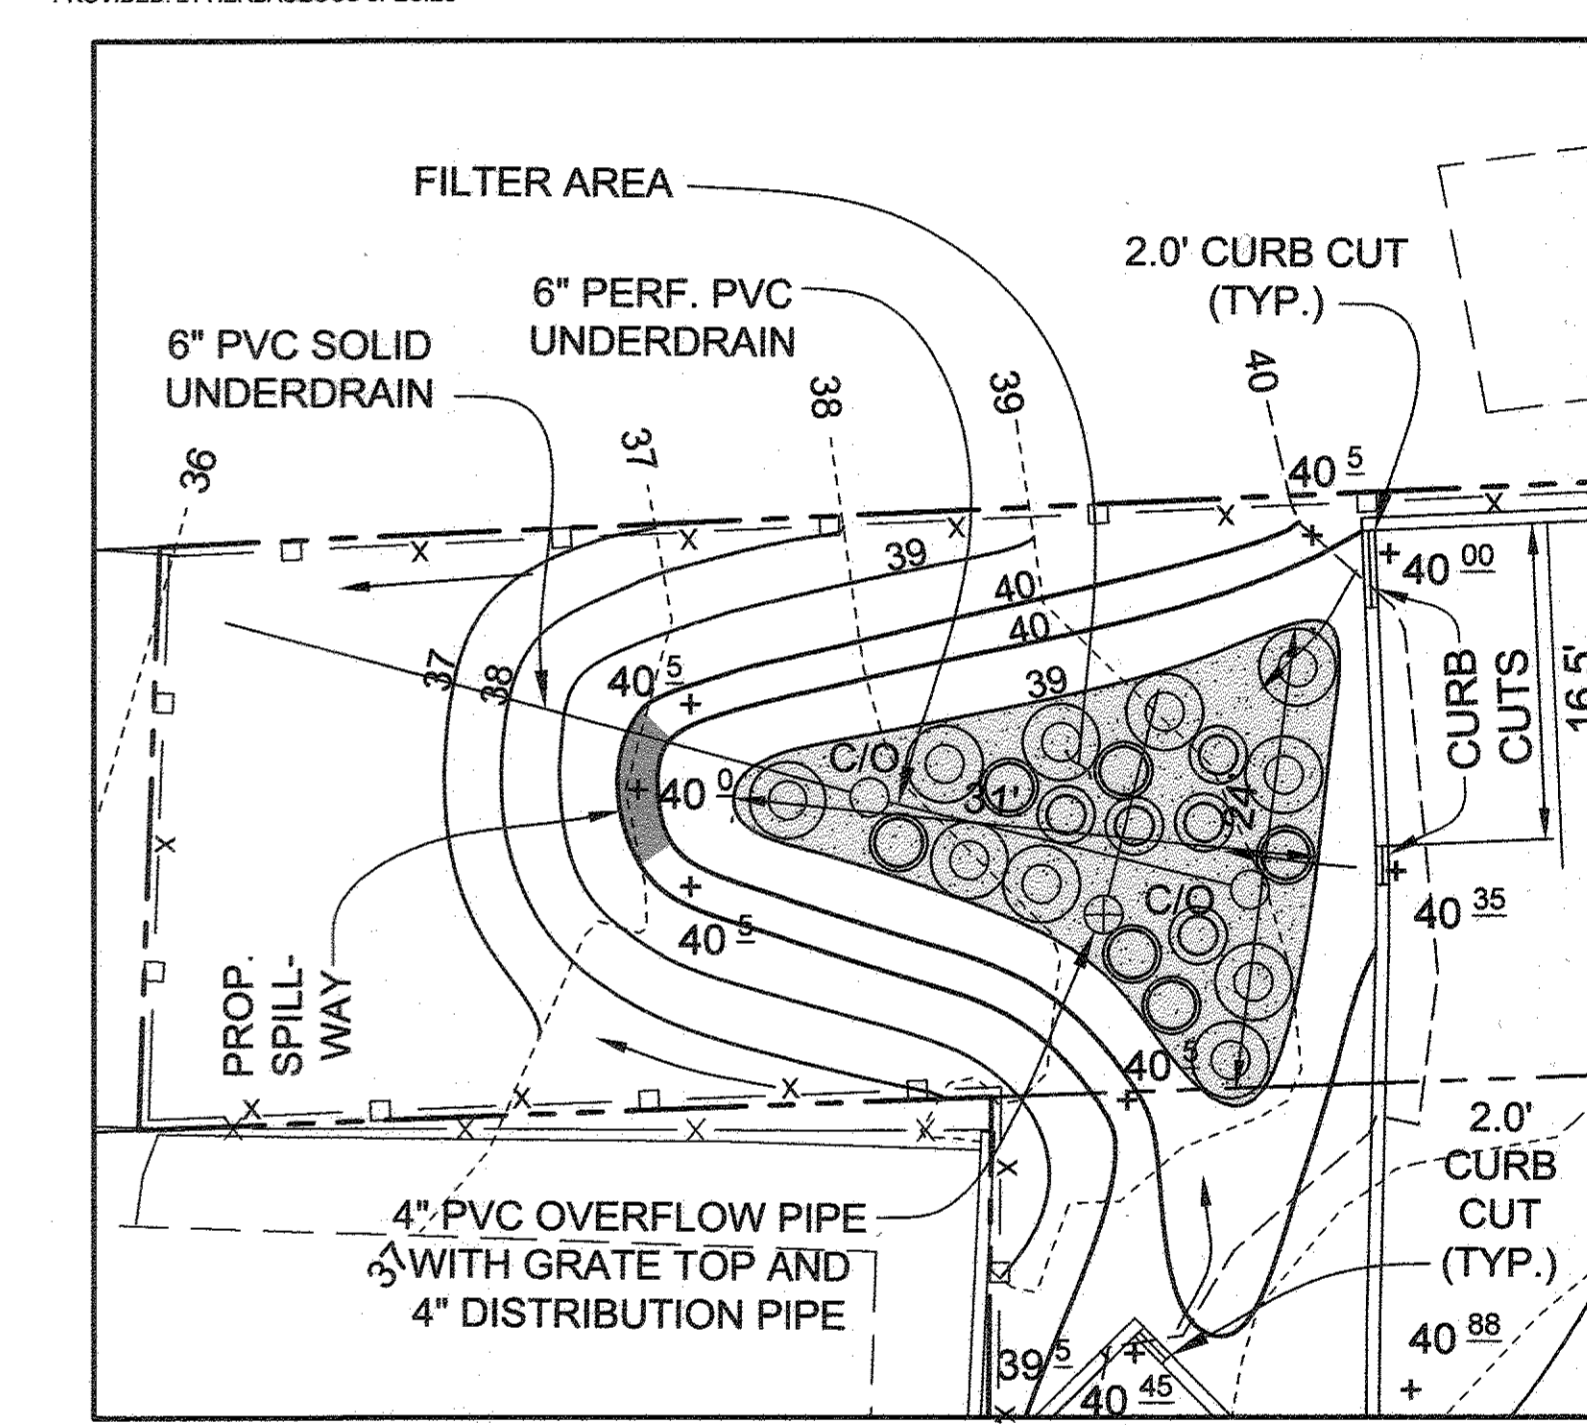 FILTER AREA
2.0' CURB CUT
(TYP.)
6" PERF. PVC
UNDERDRAIN
6" PVC SOLID
UNDERDRAIN
36
37
38
39
40
40 5
39
40
40
39
40 00
CURB
CUTS
16.5'
37
38
40 5
40 0
C/O
31'
24'
C/O
40 35
40 5
PROP.
SPILL-
WAY
40 5
2.0'
CURB
CUT
(TYP.)
4" PVC OVERFLOW PIPE
WITH GRATE TOP AND
4" DISTRIBUTION PIPE
37
39 5
40 45
40 88